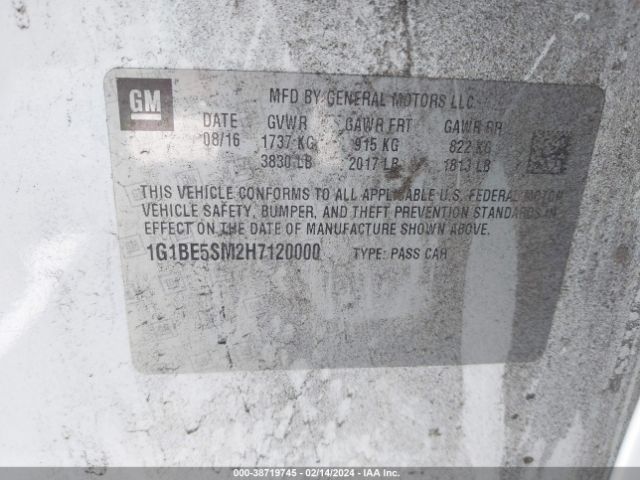 GM
MFD BY GENERAL MOTORS LLC
DATE GVWR GAWR FRT GAWR RR
08/16 1737 KG 915 KG 822 KG
3830 LB 2017 LB 1813 LB
THIS VEHICLE CONFORMS TO ALL APPLICABLE U.S. FEDERAL MOTOR
VEHICLE SAFETY, BUMPER, AND THEFT PREVENTION STANDARDS IN
EFFECT ON THE DATE OF MANUFACTURE SHOWN ABOVE.
1G1BE5SM2H7120000 TYPE: PASS CAR
000-38719745 - 02/14/2024 - IAA Inc.